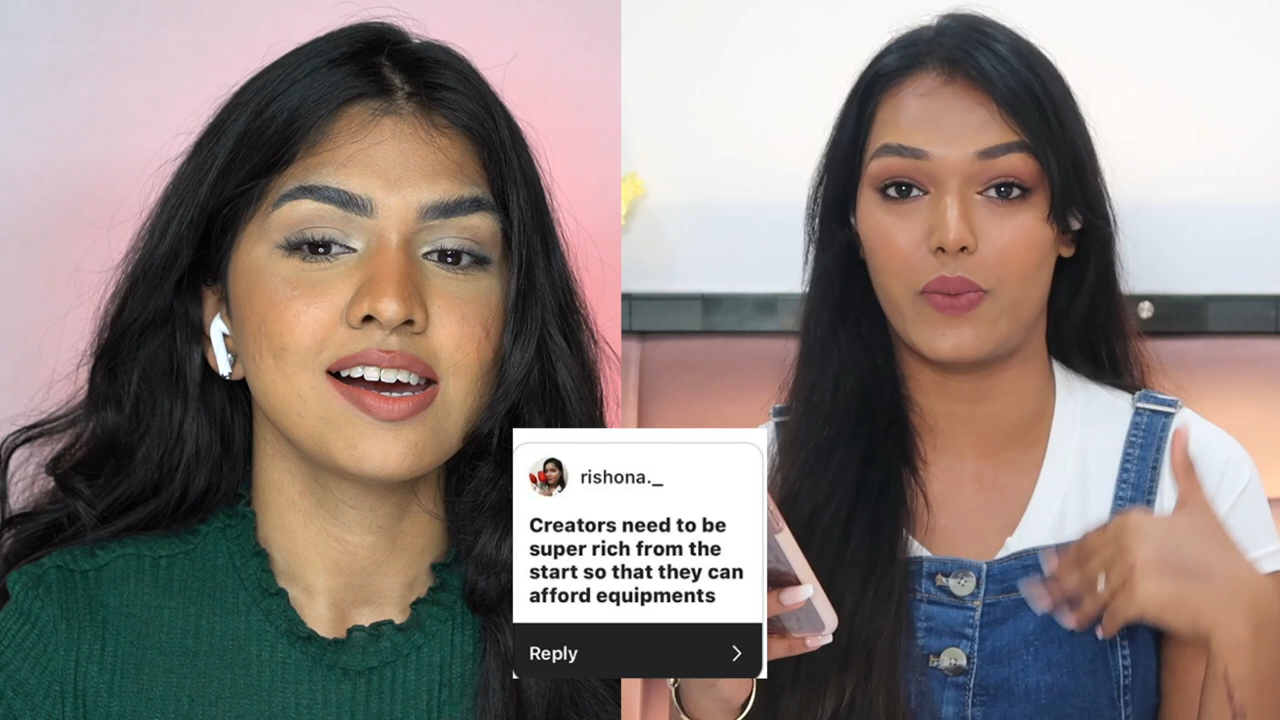 rishona._
Creators need to be
super rich from the
start so that they can
afford equipments
Reply